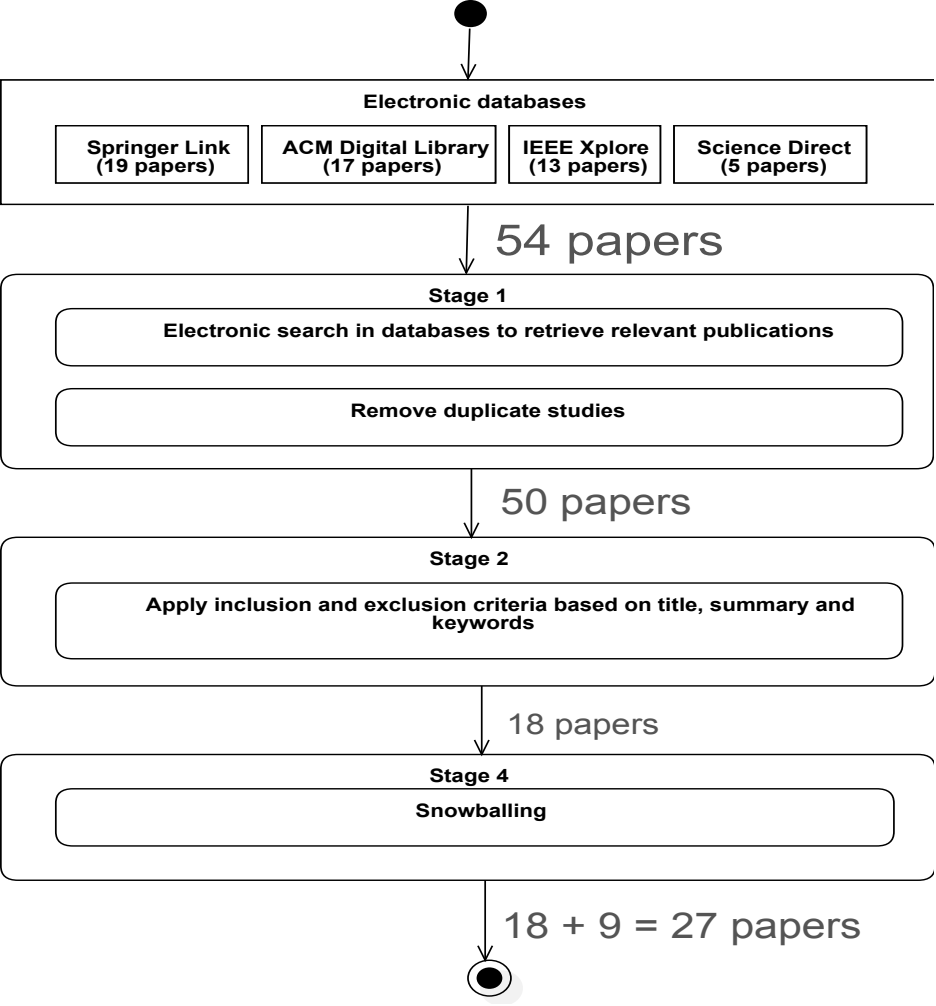 Electronic databases
Springer Link
(19 papers)
ACM Digital Library
(17 papers)
IEEE Xplore
(13 papers)
Science Direct
(5 papers)
54 papers
Stage 1
Electronic search in databases to retrieve relevant publications
Remove duplicate studies
50 papers
Stage 2
Apply inclusion and exclusion criteria based on title, summary and
keywords
18 papers
Stage 4
Snowballing
18 + 9 = 27 papers